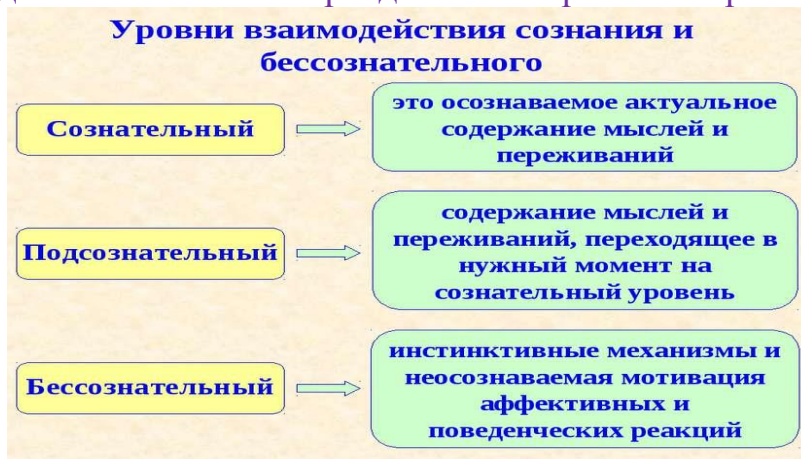 Уровни взаимодействия сознания и
бессознательного
Сознательный
это осознаваемое актуальное
содержание мыслей и
переживаний
Подсознательный
содержание мыслей и
переживаний, переходящее в
нужный момент на
сознательный уровень
Бессознательный
инстинктивные механизмы и
неосознаваемая мотивация
аффективных и
поведенческих реакций